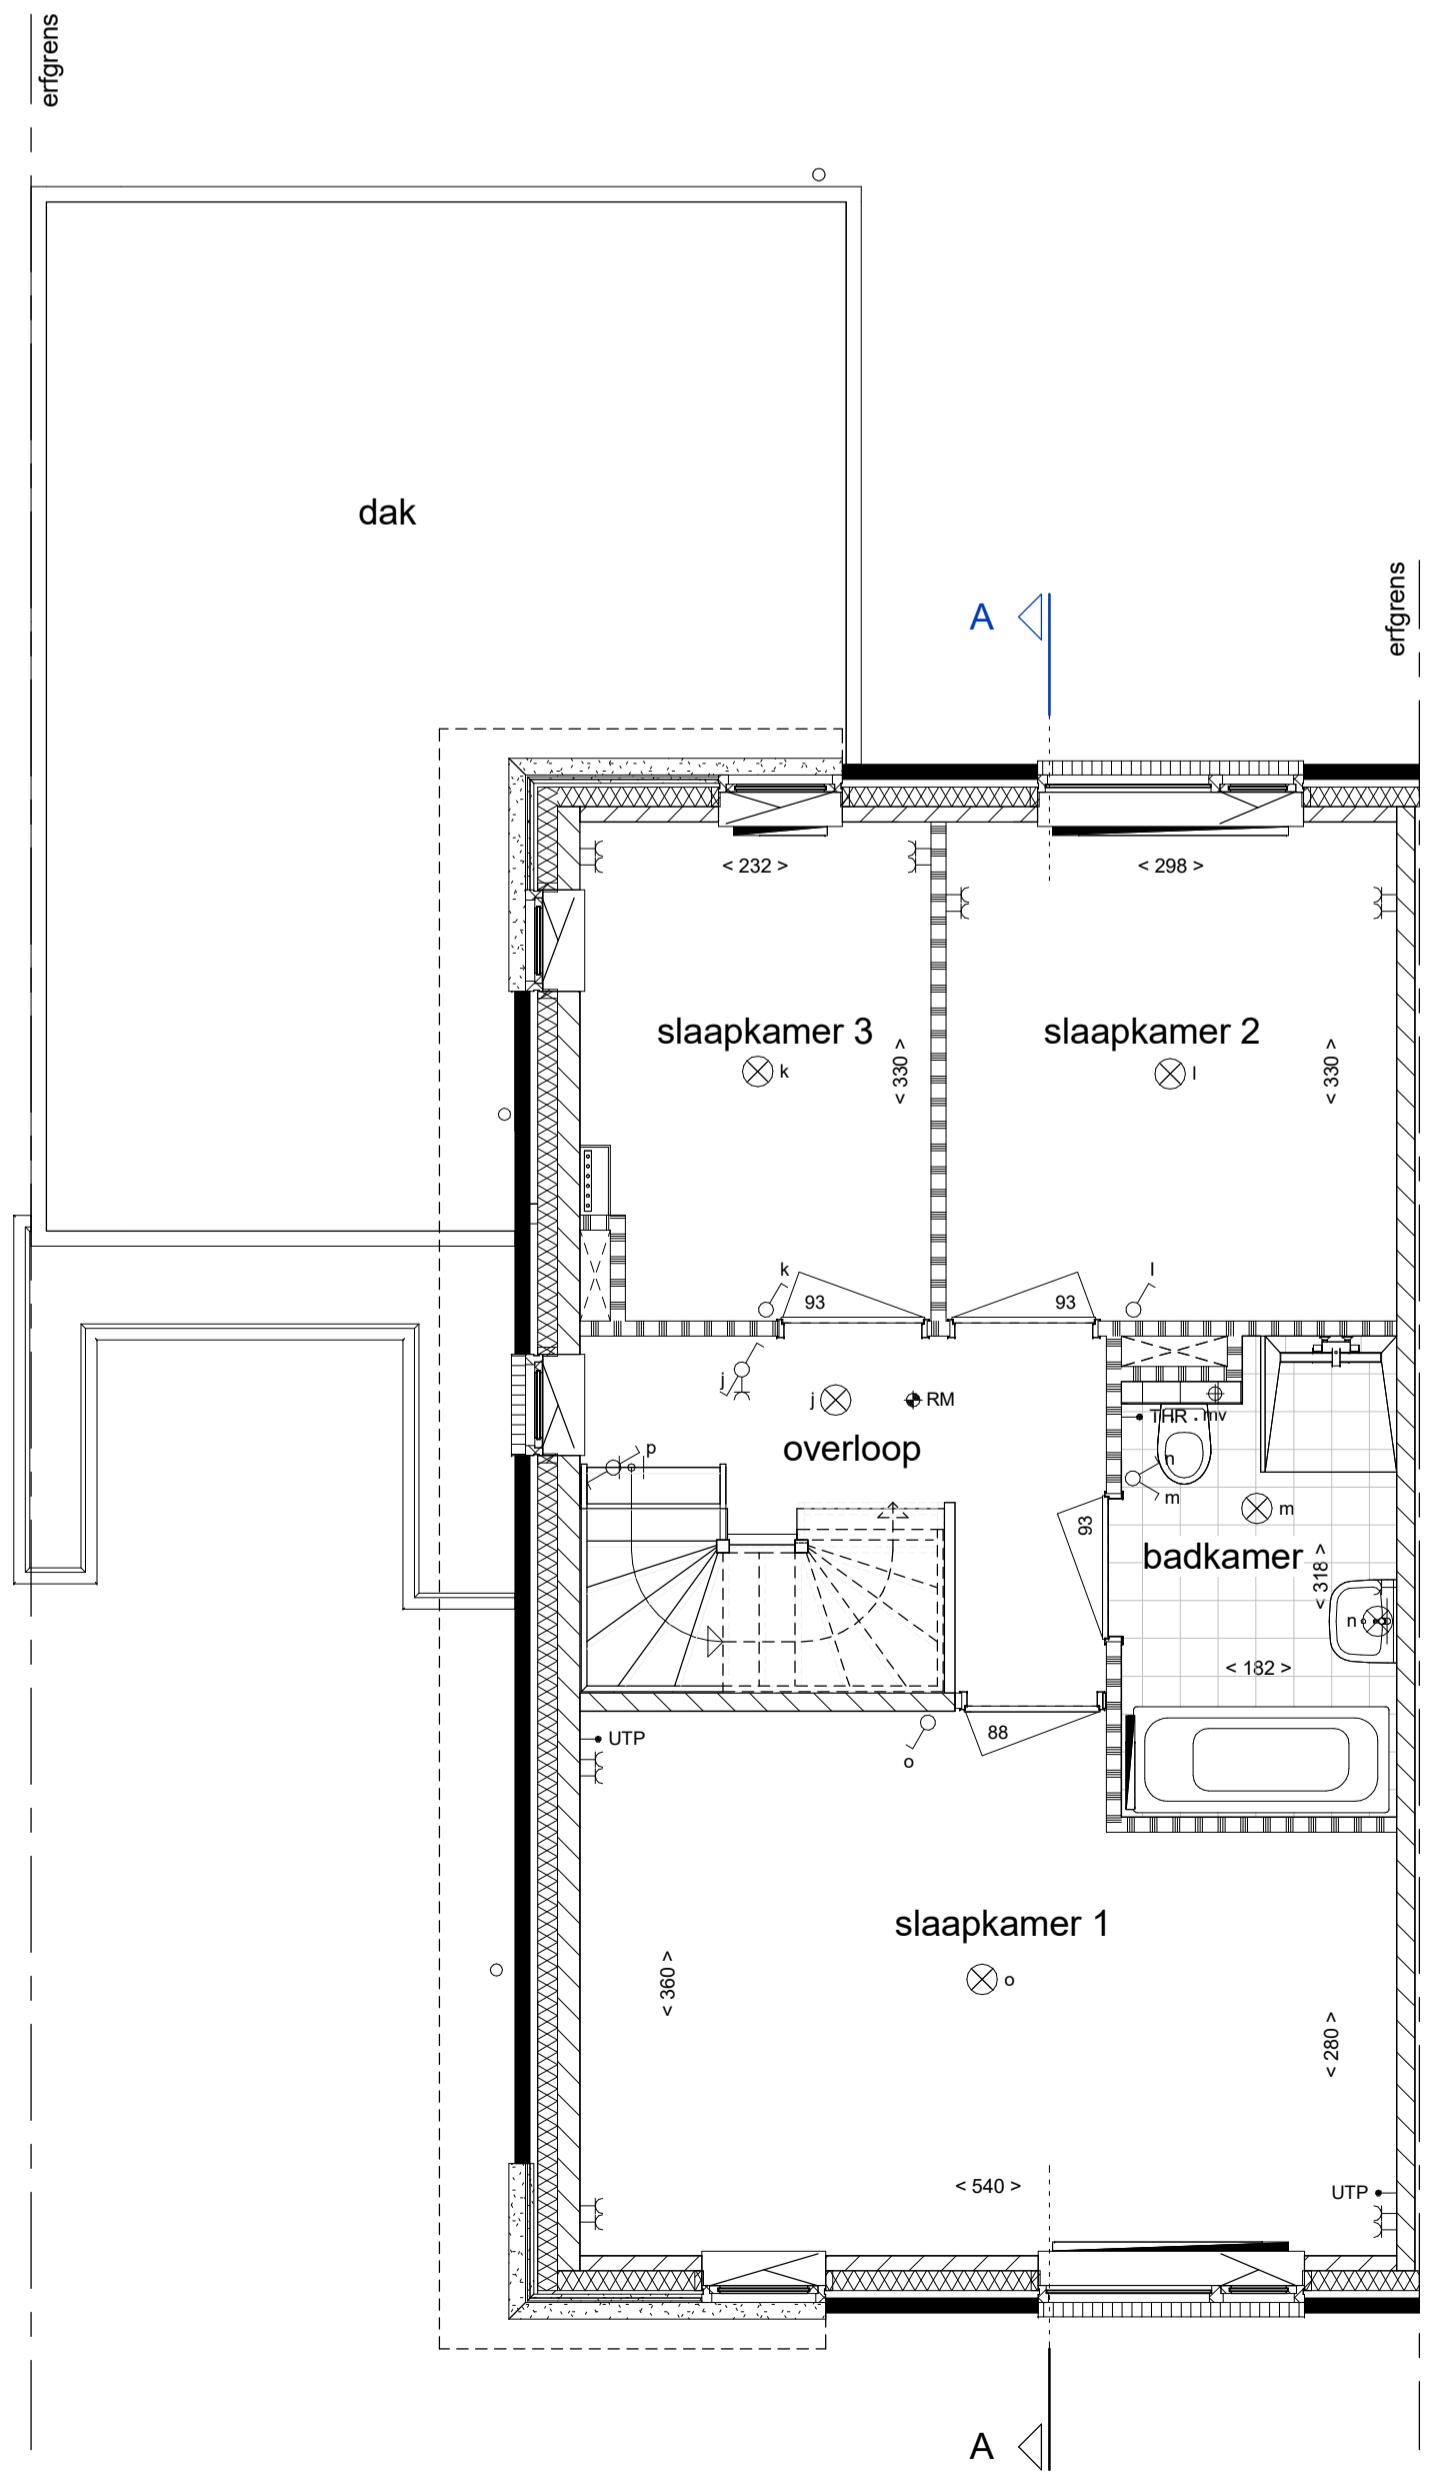 erfgrens
dak
A
erfgrens
< 232 >
< 298 >
slaapkamer 3
slaapkamer 2
k
< 330 >
l
< 330 >
k
93
93
l
j
j
RM
THR . mv
overloop
p
n
m
m
93
badkamer
< 318 >
n
< 182 >
UTP
88
o
slaapkamer 1
< 360 >
o
< 280 >
< 540 >
UTP
A